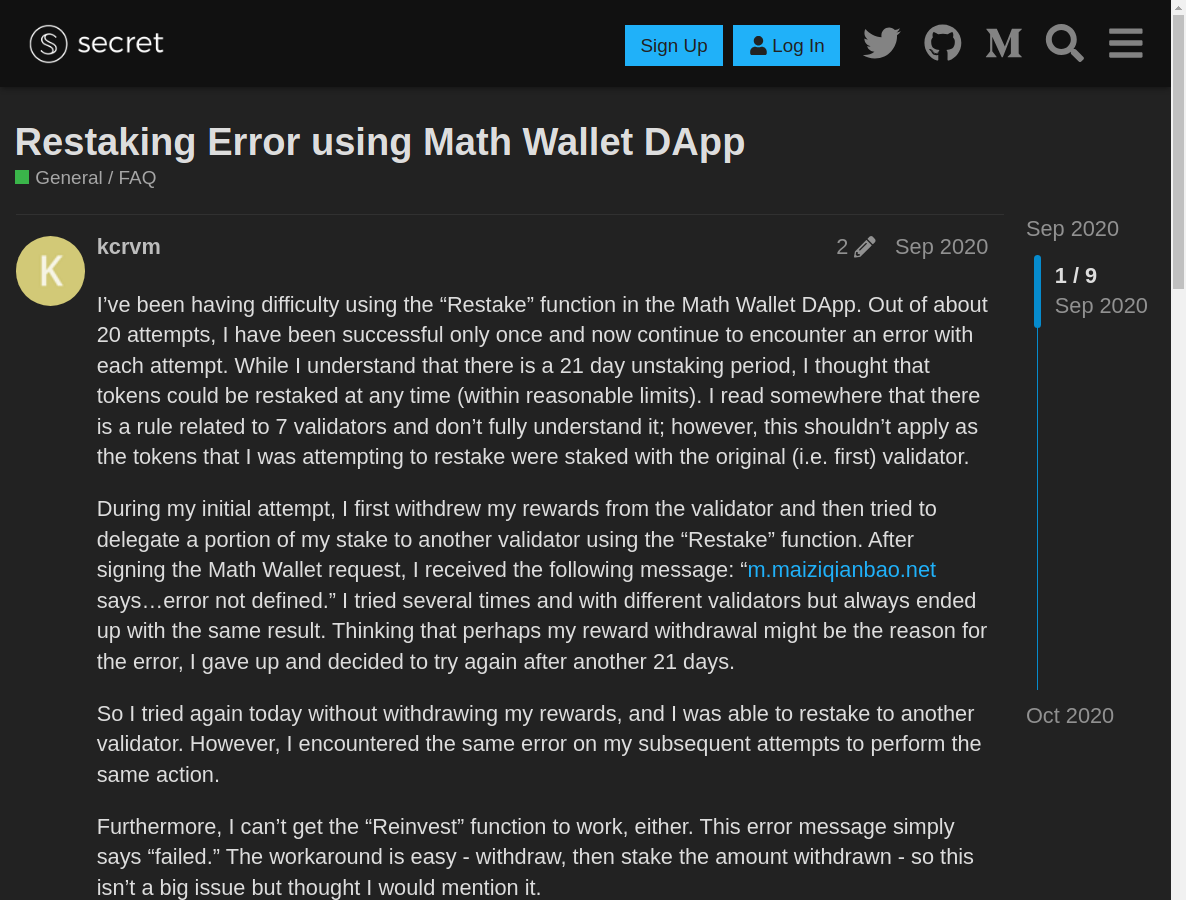 secret
Sign Up
Log In
Restaking Error using Math Wallet DApp
General / FAQ
Sep 2020
K
kcrvm
2
Sep 2020
1 / 9
Sep 2020
I’ve been having difficulty using the “Restake” function in the Math Wallet DApp. Out of about
20 attempts, I have been successful only once and now continue to encounter an error with
each attempt. While I understand that there is a 21 day unstaking period, I thought that
tokens could be restaked at any time (within reasonable limits). I read somewhere that there
is a rule related to 7 validators and don’t fully understand it; however, this shouldn’t apply as
the tokens that I was attempting to restake were staked with the original (i.e. first) validator.
During my initial attempt, I first withdrew my rewards from the validator and then tried to
delegate a portion of my stake to another validator using the “Restake” function. After
signing the Math Wallet request, I received the following message: “m.maiziqianbao.net
says…error not defined.” I tried several times and with different validators but always ended
up with the same result. Thinking that perhaps my reward withdrawal might be the reason for
the error, I gave up and decided to try again after another 21 days.
So I tried again today without withdrawing my rewards, and I was able to restake to another
validator. However, I encountered the same error on my subsequent attempts to perform the
same action.
Oct 2020
Furthermore, I can’t get the “Reinvest” function to work, either. This error message simply
says “failed.” The workaround is easy - withdraw, then stake the amount withdrawn - so this
isn’t a big issue but thought I would mention it.